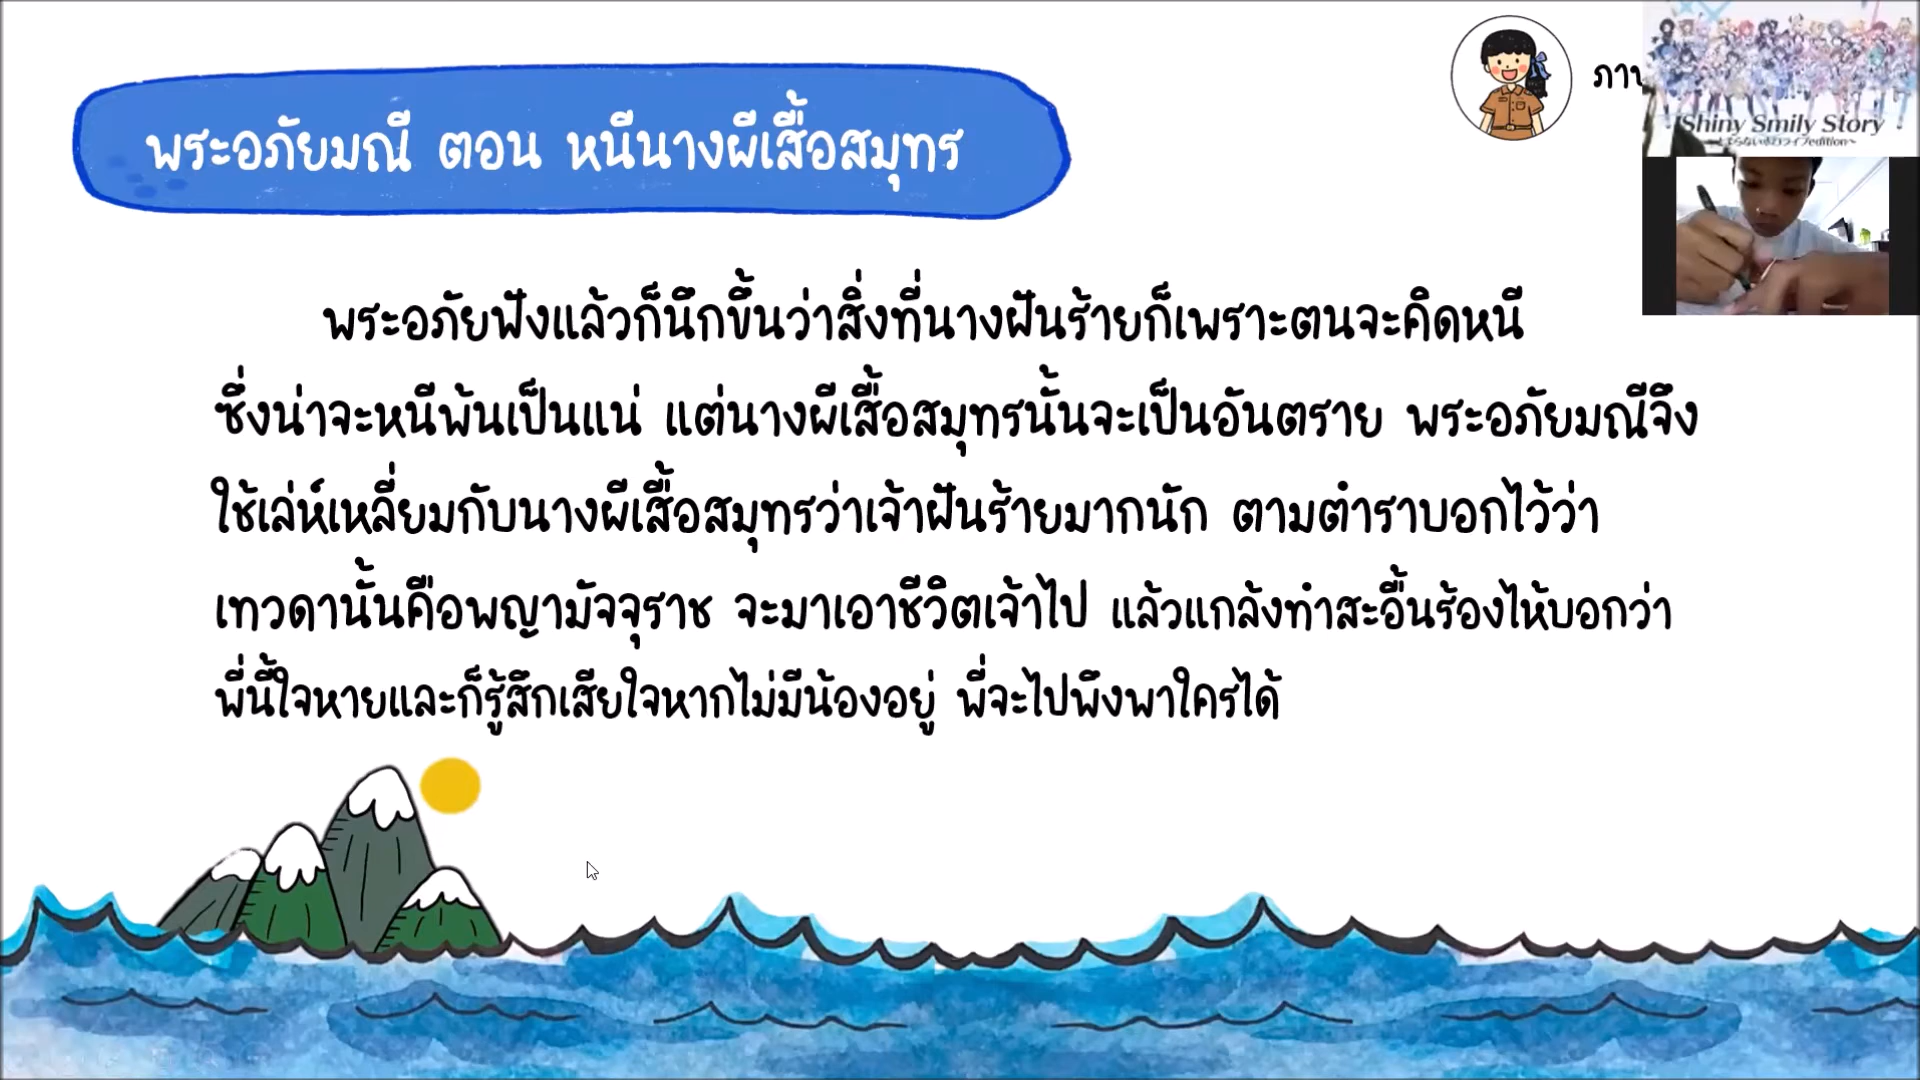 พระอภัยมณี ตอน หนีนางผีเสื้อสมุทร
Shiny Smily Story
พระอภัยฟังแล้วก็นึกขึ้นว่าสิ่งที่นางฝันร้ายก็เพราะตนจะคิดหนี
ซึ่งน่าจะหนีพ้นเป็นแน่ แต่นางผีเสื้อสมุทรนั้นจะเป็นอันตราย พระอภัยมณีจึง
ใช้เล่ห์เหลี่ยมกับนางผีเสื้อสมุทรว่าเจ้าฝันร้ายมากนัก ตามตำราบอกไว้ว่า
เทวดานั้นคือพญามัจจุราช จะมาเอาชีวิตเจ้าไป แล้วแกล้งทำสะอื้นร้องไห้บอกว่า
พี่นี้ใจหายและก็รู้สึกเสียใจหากไม่มีน้องอยู่ พี่จะไปพึงพาใครได้